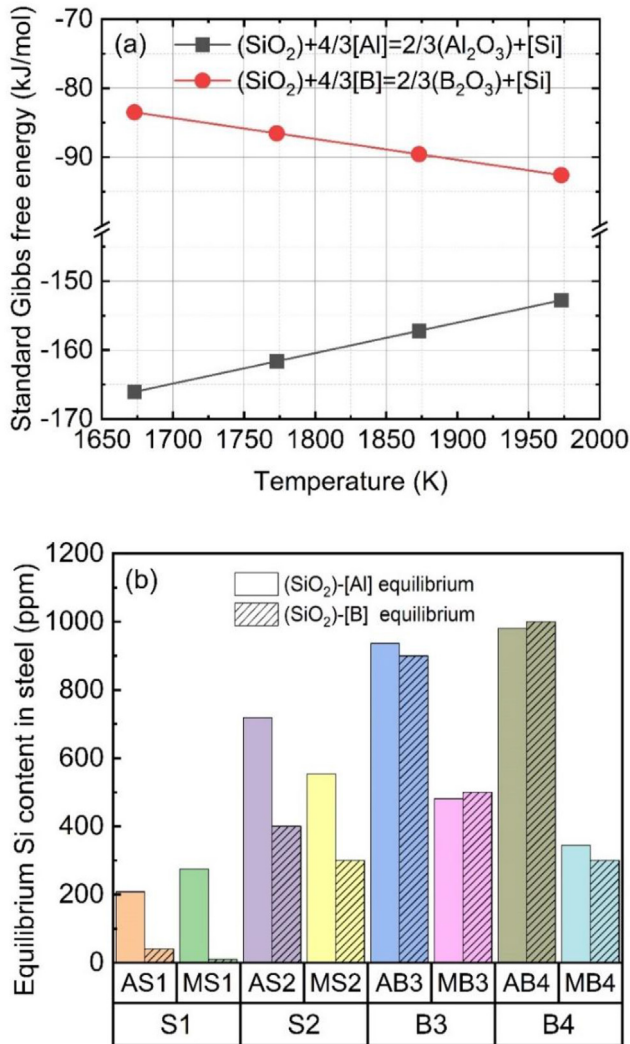 (a)
(SiO2)+4/3[Al]=2/3(Al2O3)+[Si]
(SiO2)+4/3[B]=2/3(B2O3)+[Si]
Standard Gibbs free energy (kJ/mol)
-70
-80
-90
-150
-160
-170
1650 1700 1750 1800 1850 1900 1950 2000
Temperature (K)
(b)
(SiO2)-[Al] equilibrium
(SiO2)-[B] equilibrium
Equilibrium Si content in steel (ppm)
1200
1000
800
600
400
200
0
AS1 MS1 AS2 MS2 AB3 MB3 AB4 MB4
S1 S2 B3 B4